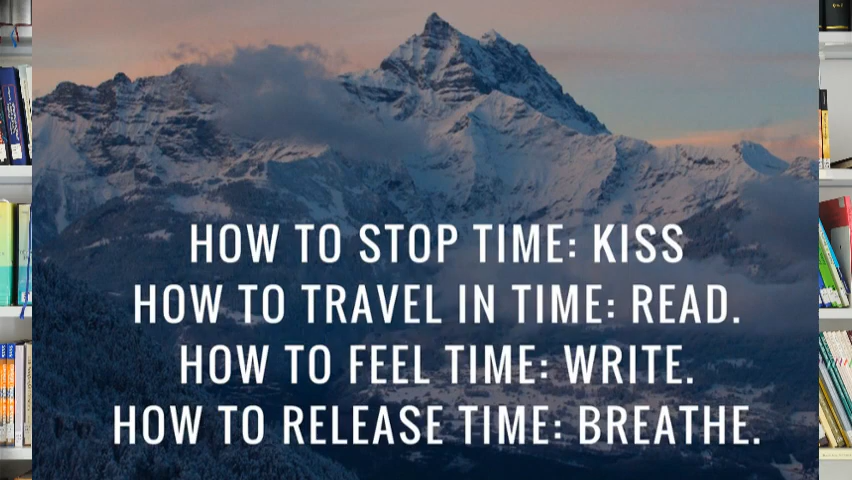 HOW TO STOP TIME: KISS
HOW TO TRAVEL IN TIME: READ.
HOW TO FEEL TIME: WRITE.
HOW TO RELEASE TIME: BREATHE.